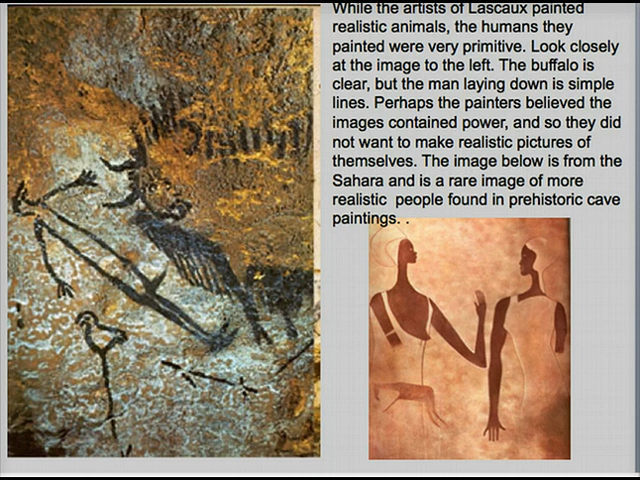 While the artists of Lascaux painted
realistic animals, the humans they
painted were very primitive. Look closely
at the image to the left. The buffalo is
clear, but the man laying down is simple
lines. Perhaps the painters believed the
images contained power, and so they did
not want to make realistic pictures of
themselves. The image below is from the
Sahara and is a rare image of more
realistic  people found in prehistoric cave
paintings. .